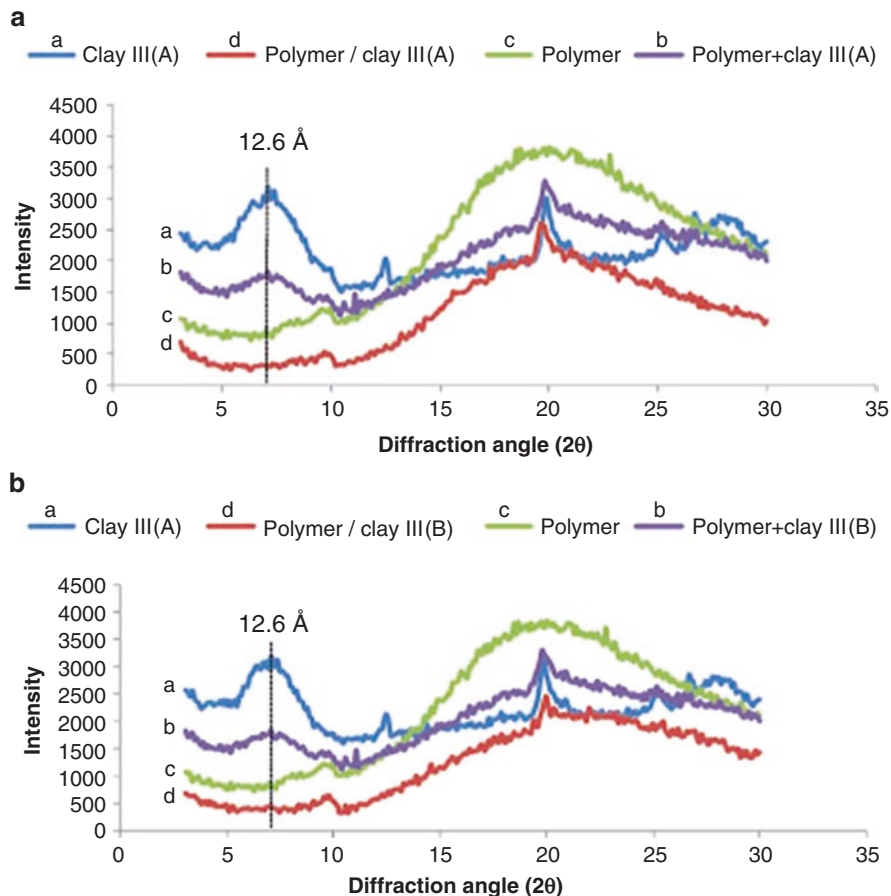 a
a d c b
Clay III(A) Polymer / clay III(A) Polymer Polymer+clay III(A)
4500
12.6 Å
4000
3500
3000
2500
2000
1500
1000
500
0
Intensity
a
b
c
d
0 5 10 15 20 25 30 35
Diffraction angle (2θ)
b
a d c b
Clay III(A) Polymer / clay III(B) Polymer Polymer+clay III(B)
4500
12.6 Å
4000
3500
3000
2500
2000
1500
1000
500
0
Intensity
a
b
c
d
0 5 10 15 20 25 30 35
Diffraction angle (2θ)